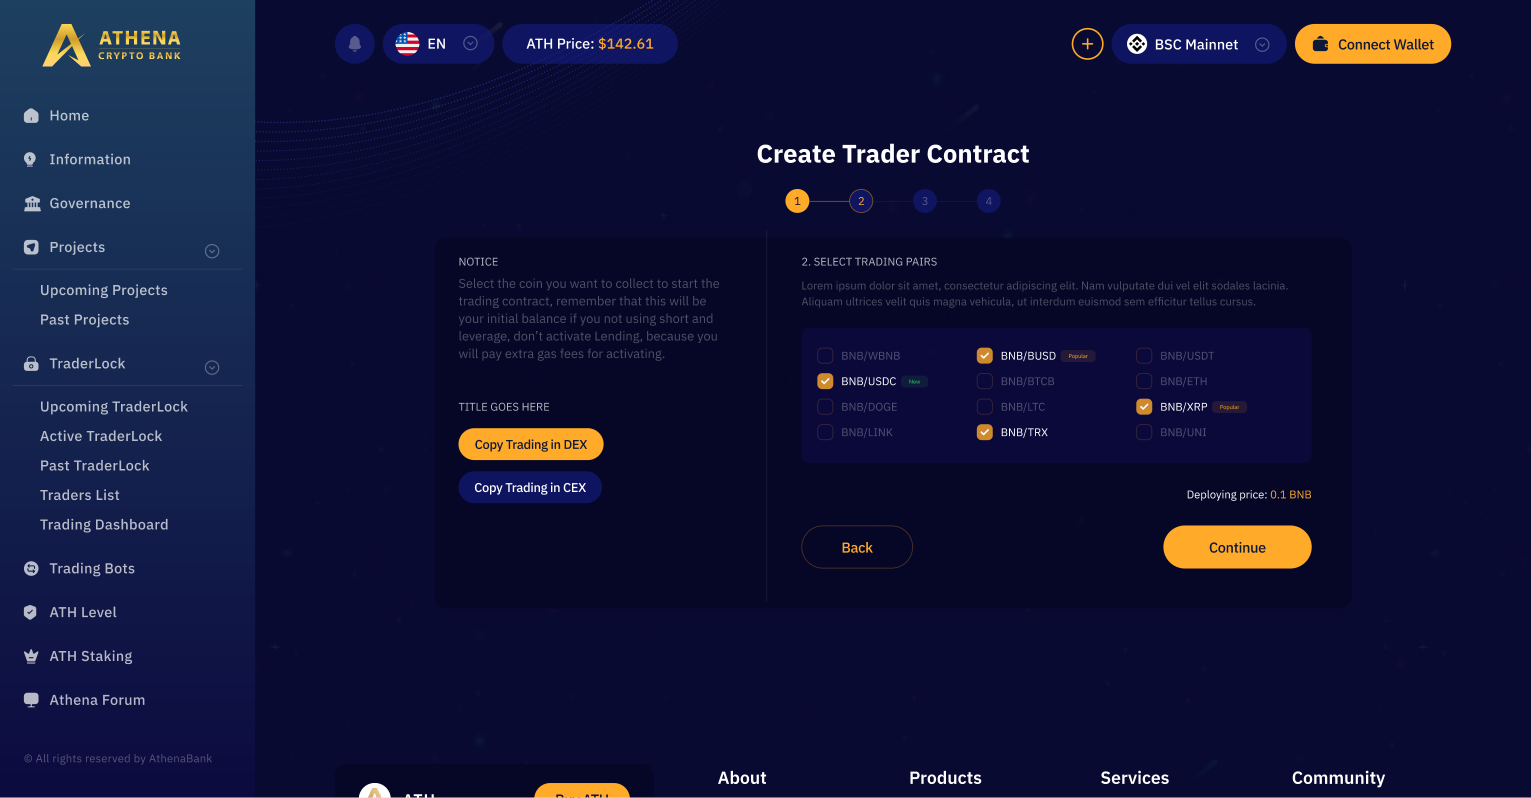 ATHENA
CRYPTO BANK
Home
Information
Governance
Projects
Upcoming Projects
Past Projects
TraderLock
Upcoming TraderLock
Active TraderLock
Past TraderLock
Traders List
Trading Dashboard
Trading Bots
ATH Level
ATH Staking
Athena Forum
© All rights reserved by AthenaBank
EN
ATH Price: $142.61
BSC Mainnet
Connect Wallet
Create Trader Contract
1 2 3 4
NOTICE
Select the coin you want to collect to start the
trading contract, remember that this will be
your initial balance if you not using short and
leverage, don't activate Lending, because you
will pay extra gas fees for activating.
TITLE GOES HERE
Copy Trading in DEX
Copy Trading in CEX
2. SELECT TRADING PAIRS
Lorem ipsum dolor sit amet, consectetur adipiscing elit. Nam vulputate dui vel elit sodales lacinia.
Aliquam ultrices velit quis magna vehicula, ut interdum euismod sem efficitur tellus cursus.
BNB/WBNB BNB/BUSD Popular BNB/USDT
BNB/USDC New BNB/BTCB BNB/ETH
BNB/DOGE BNB/LTC BNB/XRP Popular
BNB/LINK BNB/TRX BNB/UNI
Deploying price: 0.1 BNB
Back
Continue
About Products Services Community
ATH
Buy ATH